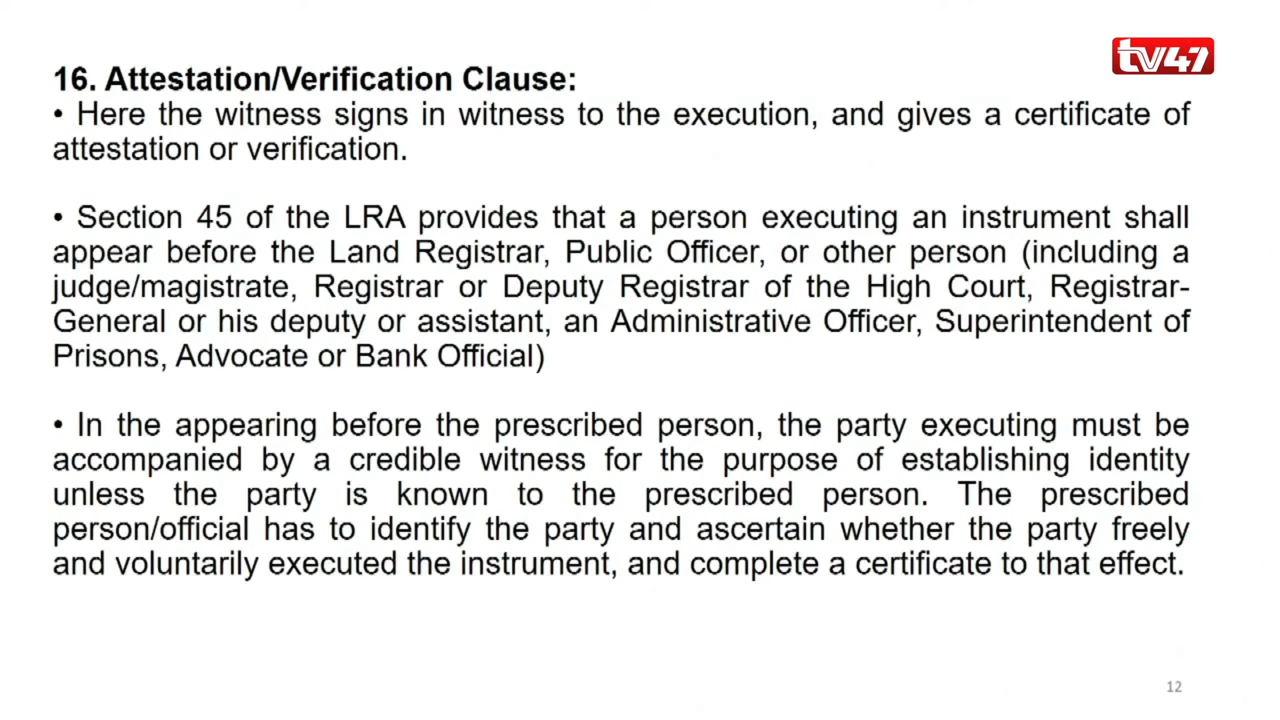 tv47
16. Attestation/Verification Clause:
• Here the witness signs in witness to the execution, and gives a certificate of
attestation or verification.
• Section 45 of the LRA provides that a person executing an instrument shall
appear before the Land Registrar, Public Officer, or other person (including a
judge/magistrate, Registrar or Deputy Registrar of the High Court, Registrar-
General or his deputy or assistant, an Administrative Officer, Superintendent of
Prisons, Advocate or Bank Official)
• In the appearing before the prescribed person, the party executing must be
accompanied by a credible witness for the purpose of establishing identity
unless the party is known to the prescribed person. The prescribed
person/official has to identify the party and ascertain whether the party freely
and voluntarily executed the instrument, and complete a certificate to that effect.
12